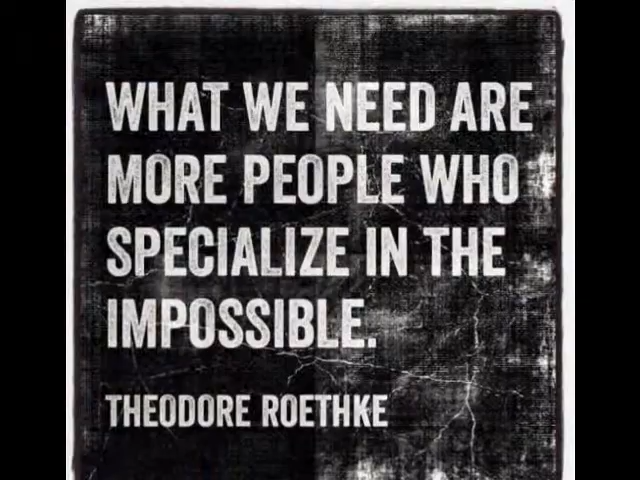 WHAT WE NEED ARE
MORE PEOPLE WHO
SPECIALIZE IN THE
IMPOSSIBLE.
THEODORE ROETHKE